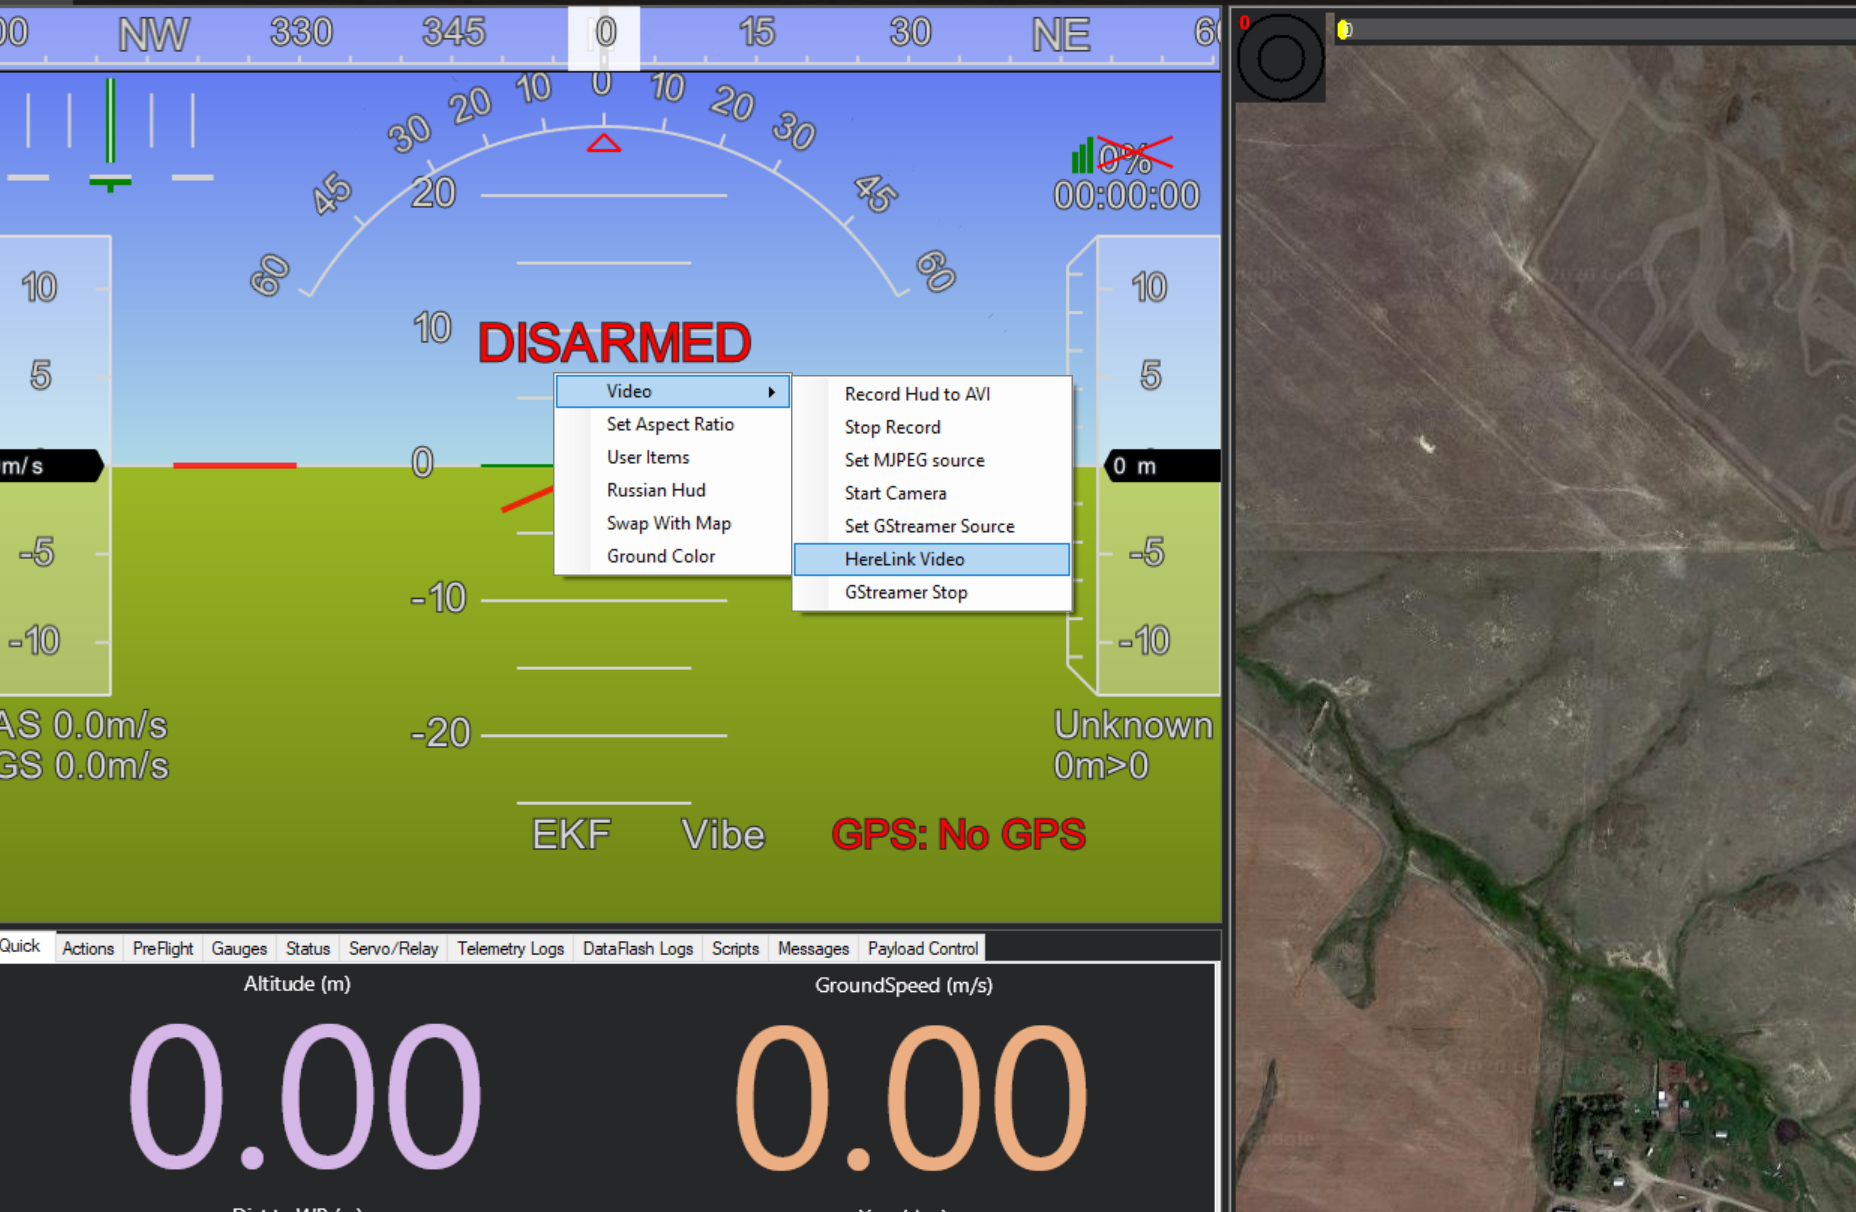 NW 330 345 0 15 30 NE
0
10 0 10
20 20
30 30
45 45
60 60
0%
00:00:00
20
10
DISARMED
0
-10
-20
10
5
m/s
-5
-10
10
5
0 m
-5
-10
Video
Set Aspect Ratio
User Items
Russian Hud
Swap With Map
Ground Color
Record Hud to AVI
Stop Record
Set MJPEG source
Start Camera
Set GStreamer Source
HereLink Video
GStreamer Stop
AS 0.0m/s
GS 0.0m/s
Unknown
0m>0
EKF Vibe GPS: No GPS
Quick Actions PreFlight Gauges Status Servo/Relay Telemetry Logs DataFlash Logs Scripts Messages Payload Control
Altitude (m) GroundSpeed (m/s)
0.00 0.00